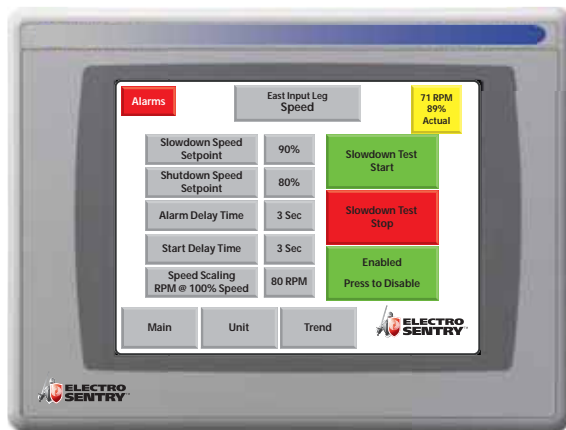 Alarms
East Input Leg
Speed
71 RPM
89%
Actual
Slowdown Speed
Setpoint
90%
Shutdown Speed
Setpoint
80%
Alarm Delay Time
3 Sec
Start Delay Time
3 Sec
Speed Scaling
RPM @ 100% Speed
80 RPM
Slowdown Test
Start
Slowdown Test
Stop
Enabled
Press to Disable
Main
Unit
Trend
ELECTRO
SENTRY
ELECTRO
SENTRY